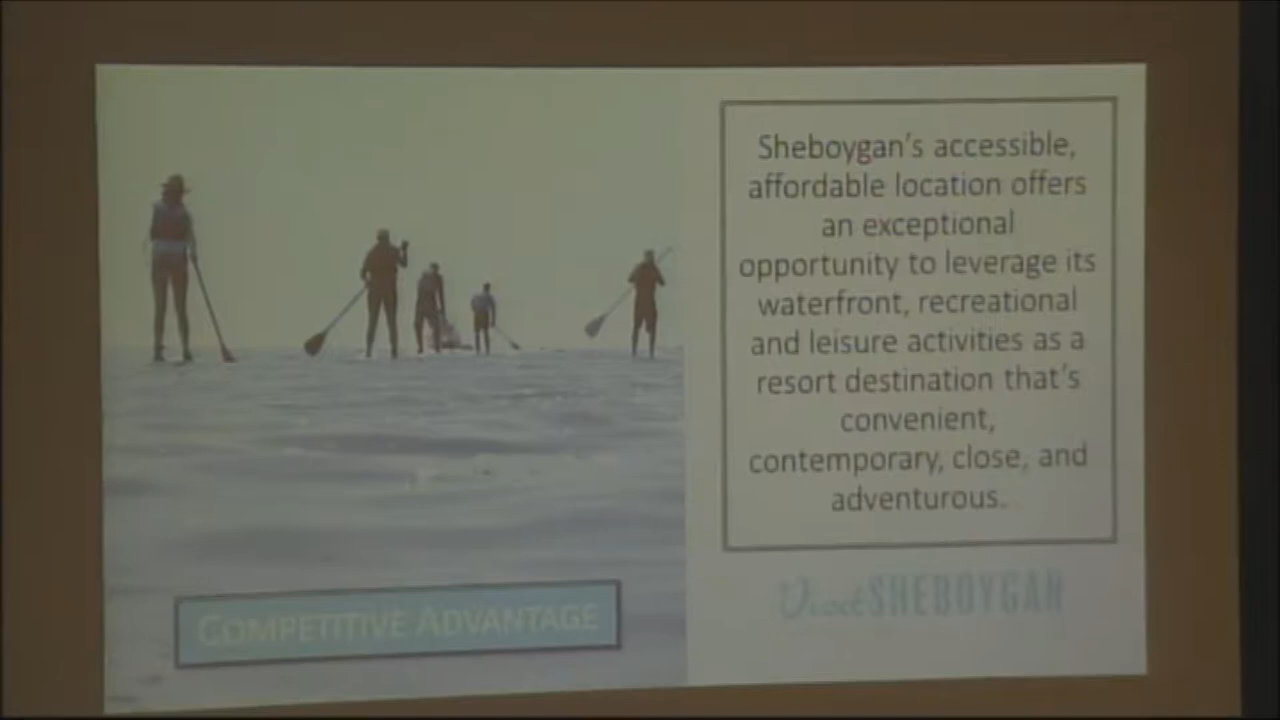 Sheboygan's accessible,
affordable location offers
an exceptional
opportunity to leverage its
waterfront, recreational
and leisure activities as a
resort destination that's
convenient,
contemporary, close, and
adventurous.
COMPETITIVE ADVANTAGE
Visit SHEBOYGAN